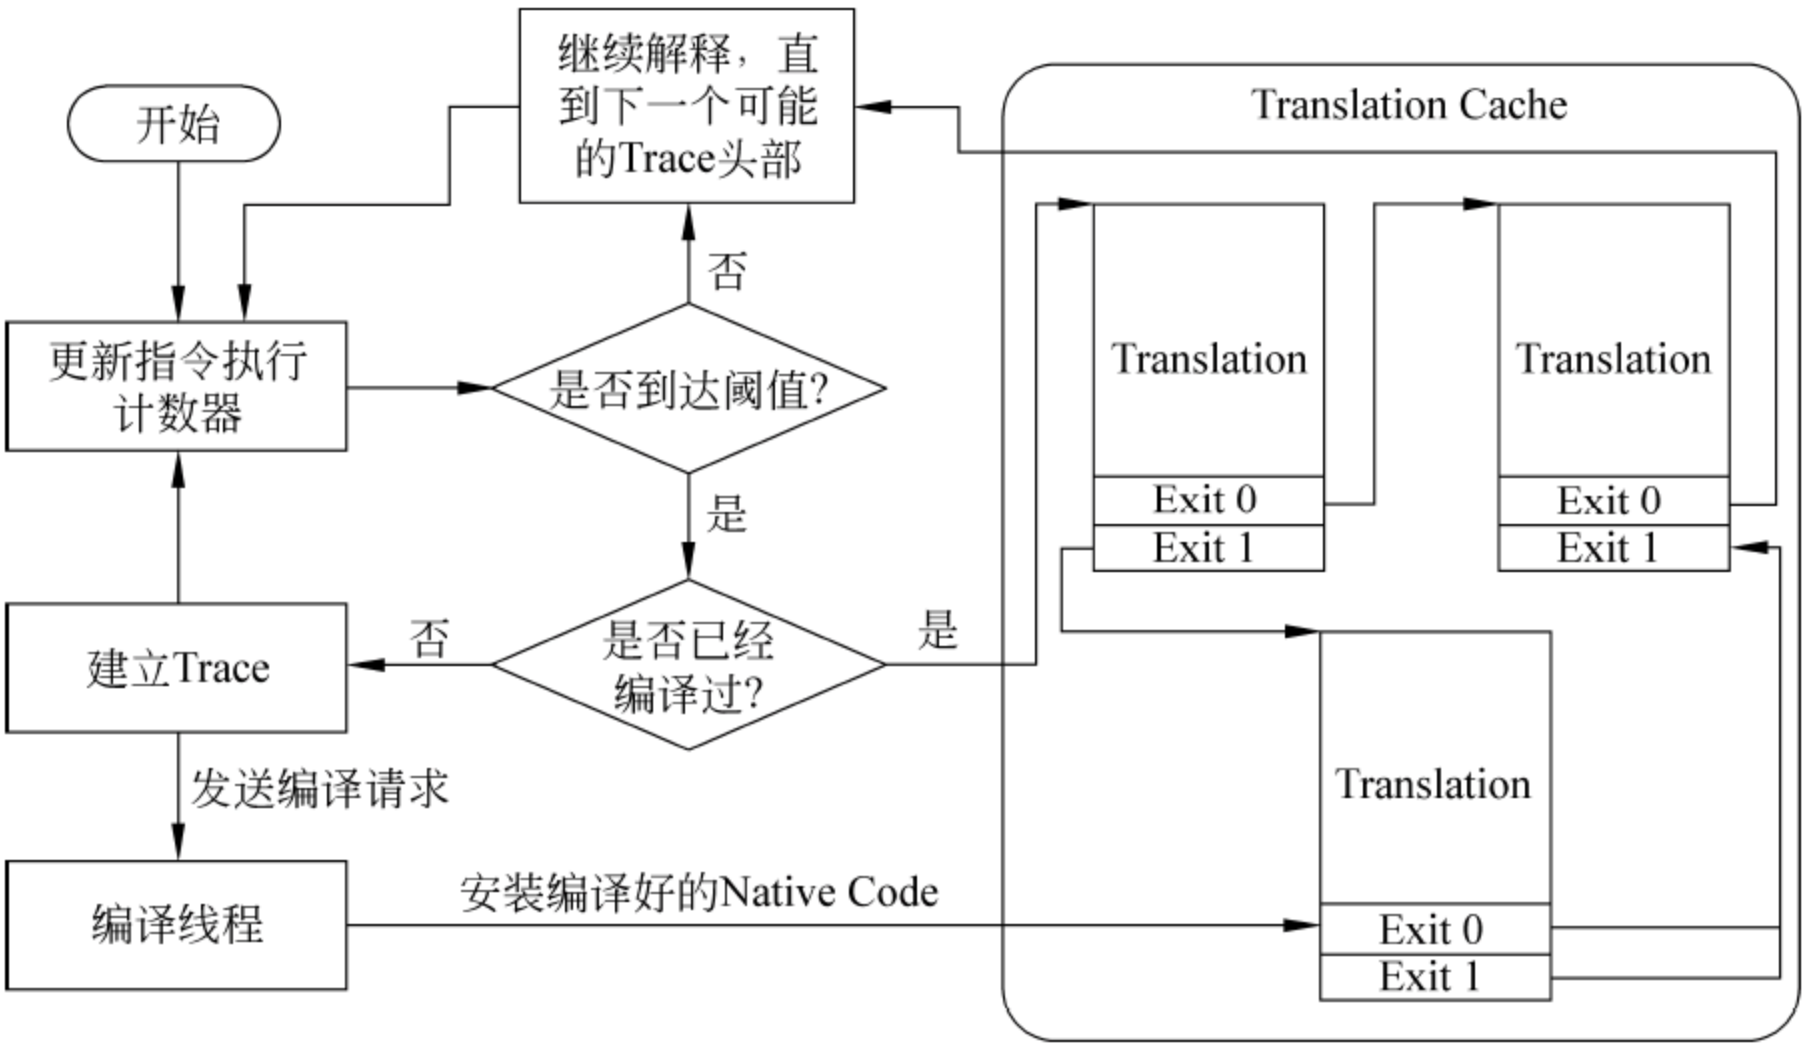 继续解释，直
到下一个可能
的Trace头部
开始
Translation Cache
否
更新指令执行
计数器
是否到达阈值?
Translation
Translation
Exit 0
Exit 1
Exit 0
Exit 1
是
否
建立Trace
是否已经
编译过?
是
发送编译请求
Translation
编译线程
安装编译好的Native Code
Exit 0
Exit 1